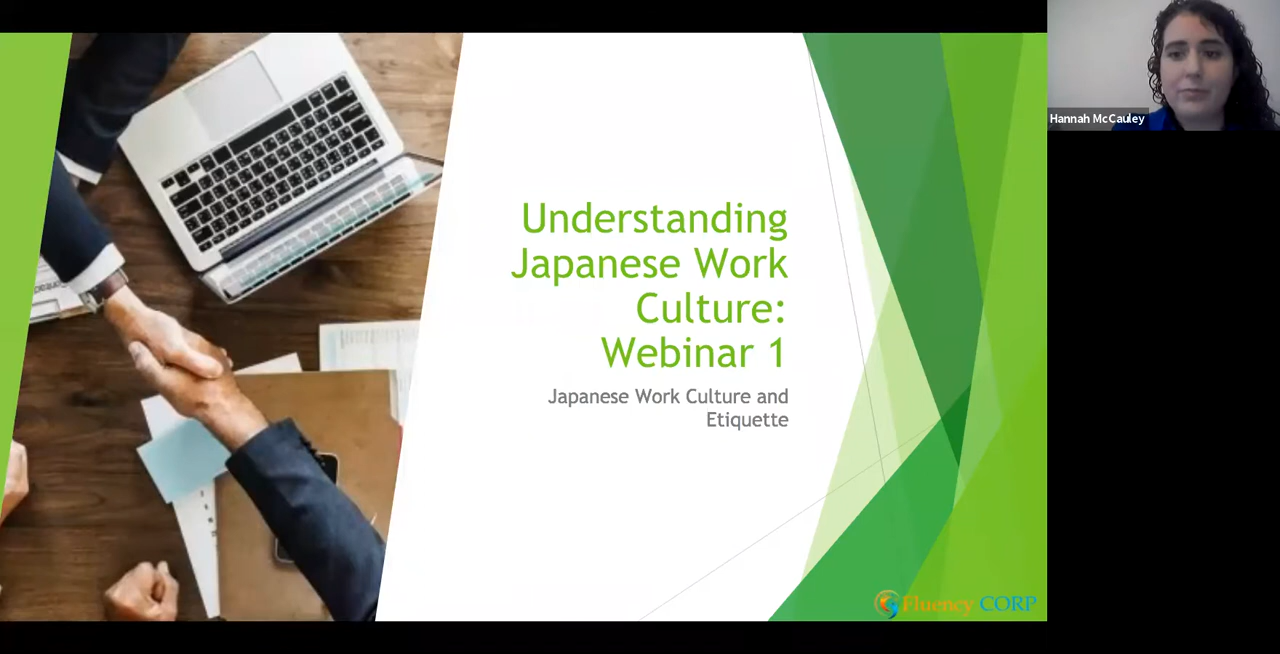 Understanding
Japanese Work
Culture:
Webinar 1
Japanese Work Culture and
Etiquette
Fluency CORP
Hannah McCauley